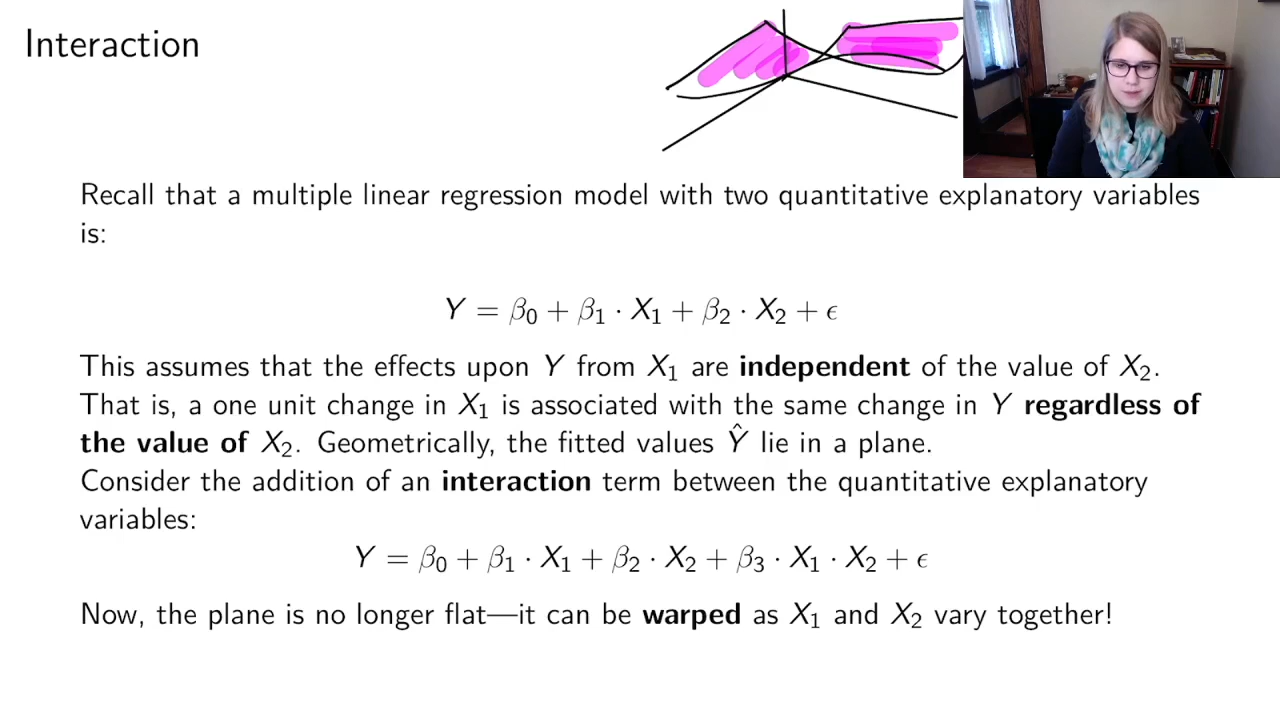 Interaction
Recall that a multiple linear regression model with two quantitative explanatory variables
is:
Y = β₀ + β₁ · X₁ + β₂ · X₂ + ϵ
This assumes that the effects upon Y from X₁ are independent of the value of X₂.
That is, a one unit change in X₁ is associated with the same change in Y regardless of
the value of X₂. Geometrically, the fitted values Ŷ lie in a plane.
Consider the addition of an interaction term between the quantitative explanatory
variables:
Y = β₀ + β₁ · X₁ + β₂ · X₂ + β₃ · X₁ · X₂ + ϵ
Now, the plane is no longer flat—it can be warped as X₁ and X₂ vary together!